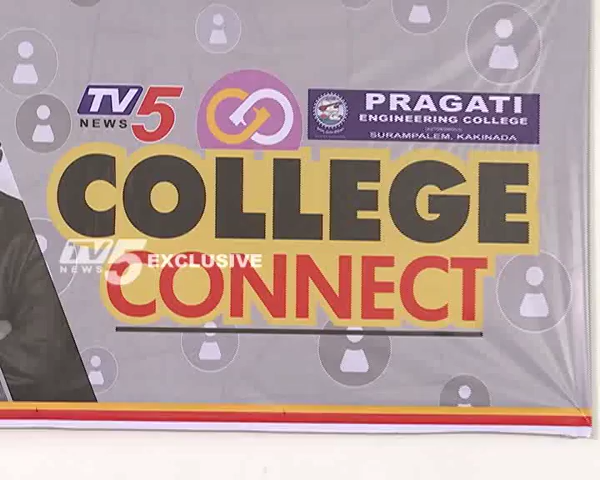 TV5
NEWS
PRAGATI
ENGINEERING COLLEGE
SURAMPALEM, KAKINADA
COLLEGE
CONNECT
TV5
NEWS
EXCLUSIVE